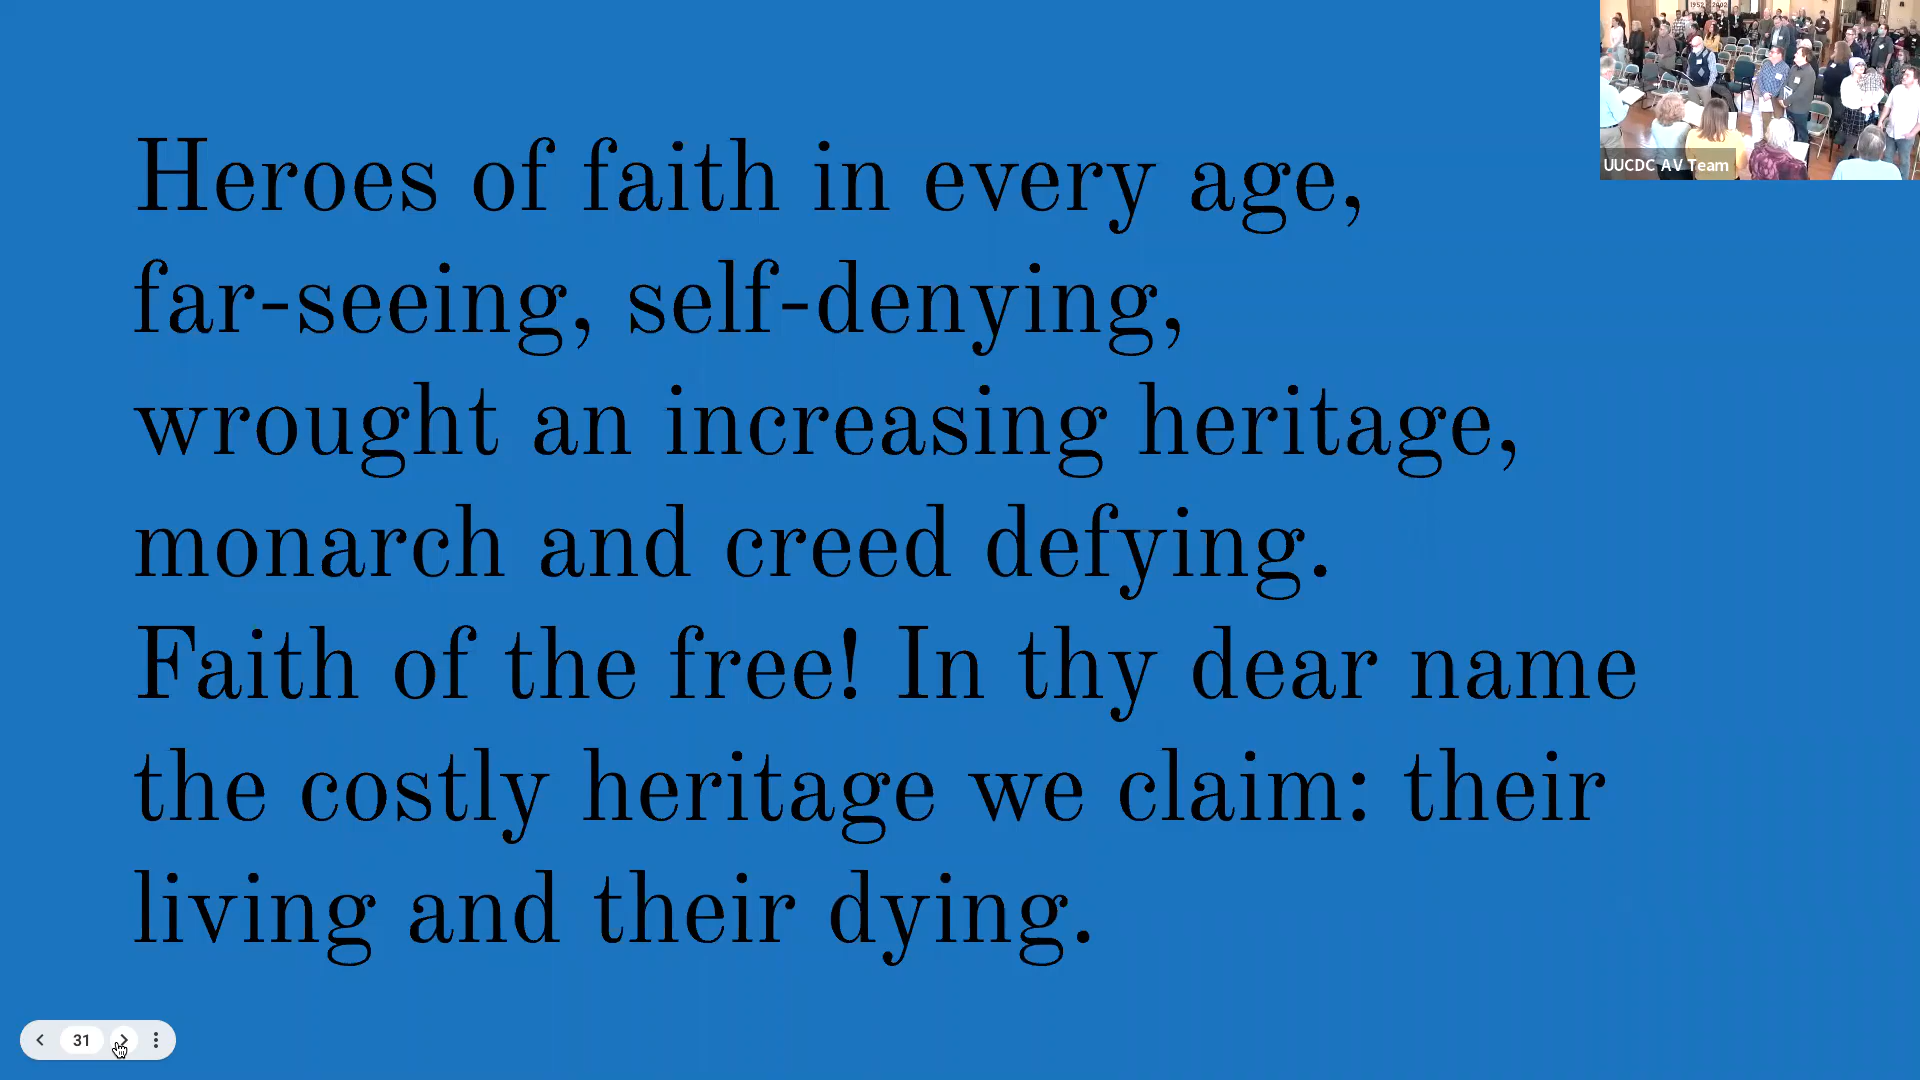 Heroes of faith in every age,
far-seeing, self-denying,
wrought an increasing heritage,
monarch and creed defying.
Faith of the free! In thy dear name
the costly heritage we claim: their
living and their dying.
1952 2002
UUCDC AV Team
31